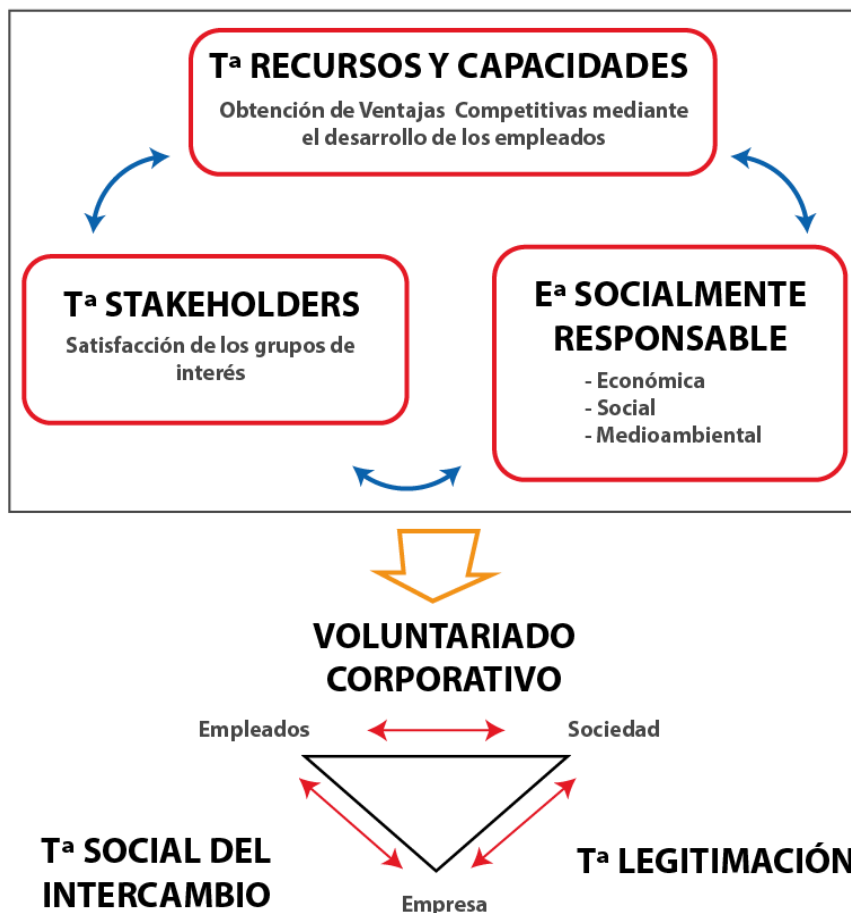 Tª RECURSOS Y CAPACIDADES
Obtención de Ventajas Competitivas mediante
el desarrollo de los empleados
Tª STAKEHOLDERS
Satisfacción de los grupos de
interés
Eª SOCIALMENTE
RESPONSABLE
- Económica
- Social
- Medioambiental
VOLUNTARIADO
CORPORATIVO
Empleados
Sociedad
Tª SOCIAL DEL
INTERCAMBIO
Tª LEGITIMACIÓN
Empresa